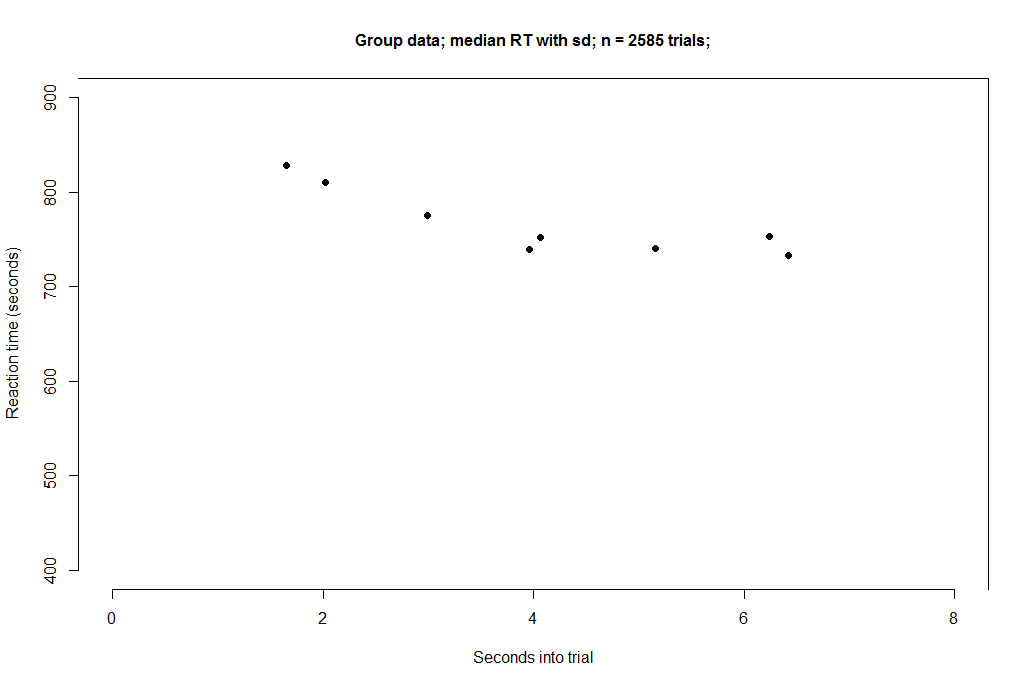 Group data; median RT with sd; n = 2585 trials;
900
800
700
600
500
400
Reaction time (seconds)
0 2 4 6 8
Seconds into trial